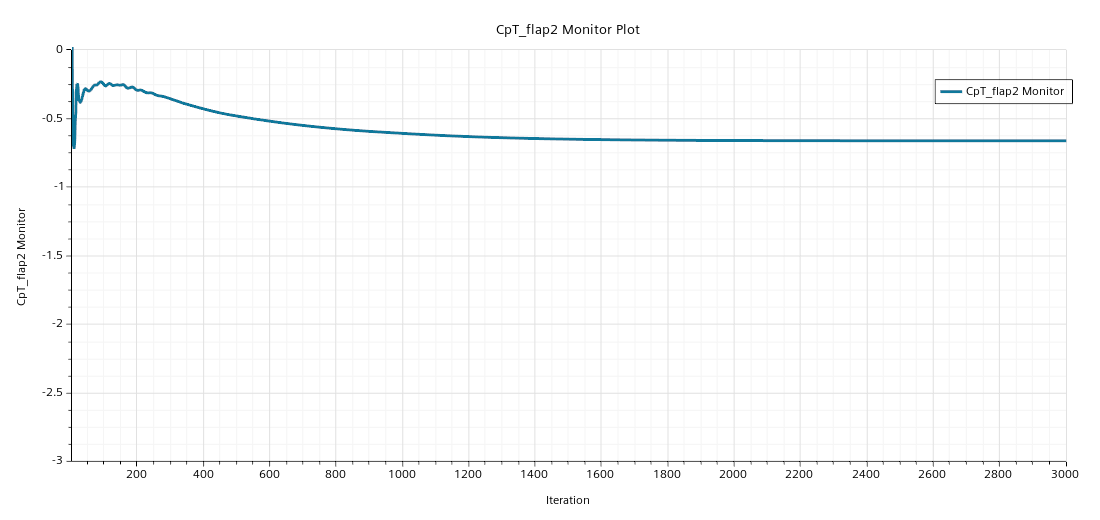 CpT_flap2 Monitor Plot
CpT_flap2 Monitor
0
-0.5
-1
-1.5
-2
-2.5
-3
CpT_flap2 Monitor
200 400 600 800 1000 1200 1400 1600 1800 2000 2200 2400 2600 2800 3000
Iteration